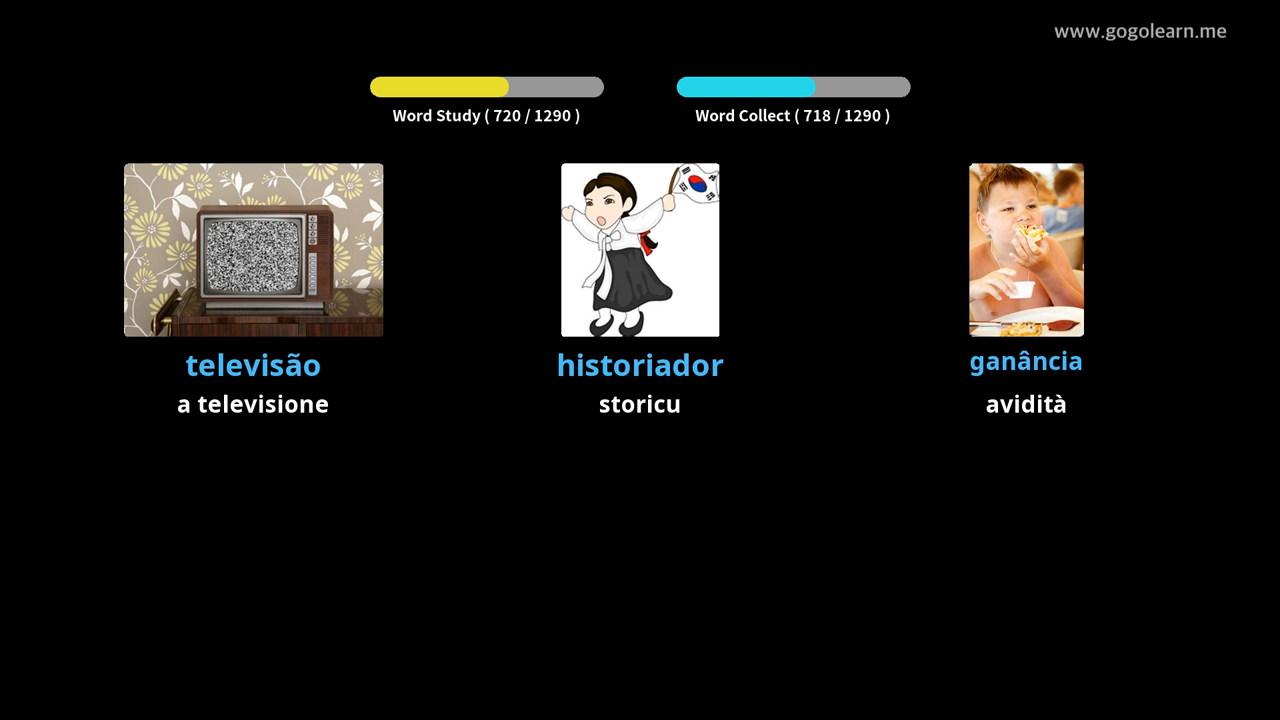 www.gogolearn.me
Word Study ( 720 / 1290 )
Word Collect ( 718 / 1290 )
televisão
a televisione
historiador
storicu
ganância
avidità